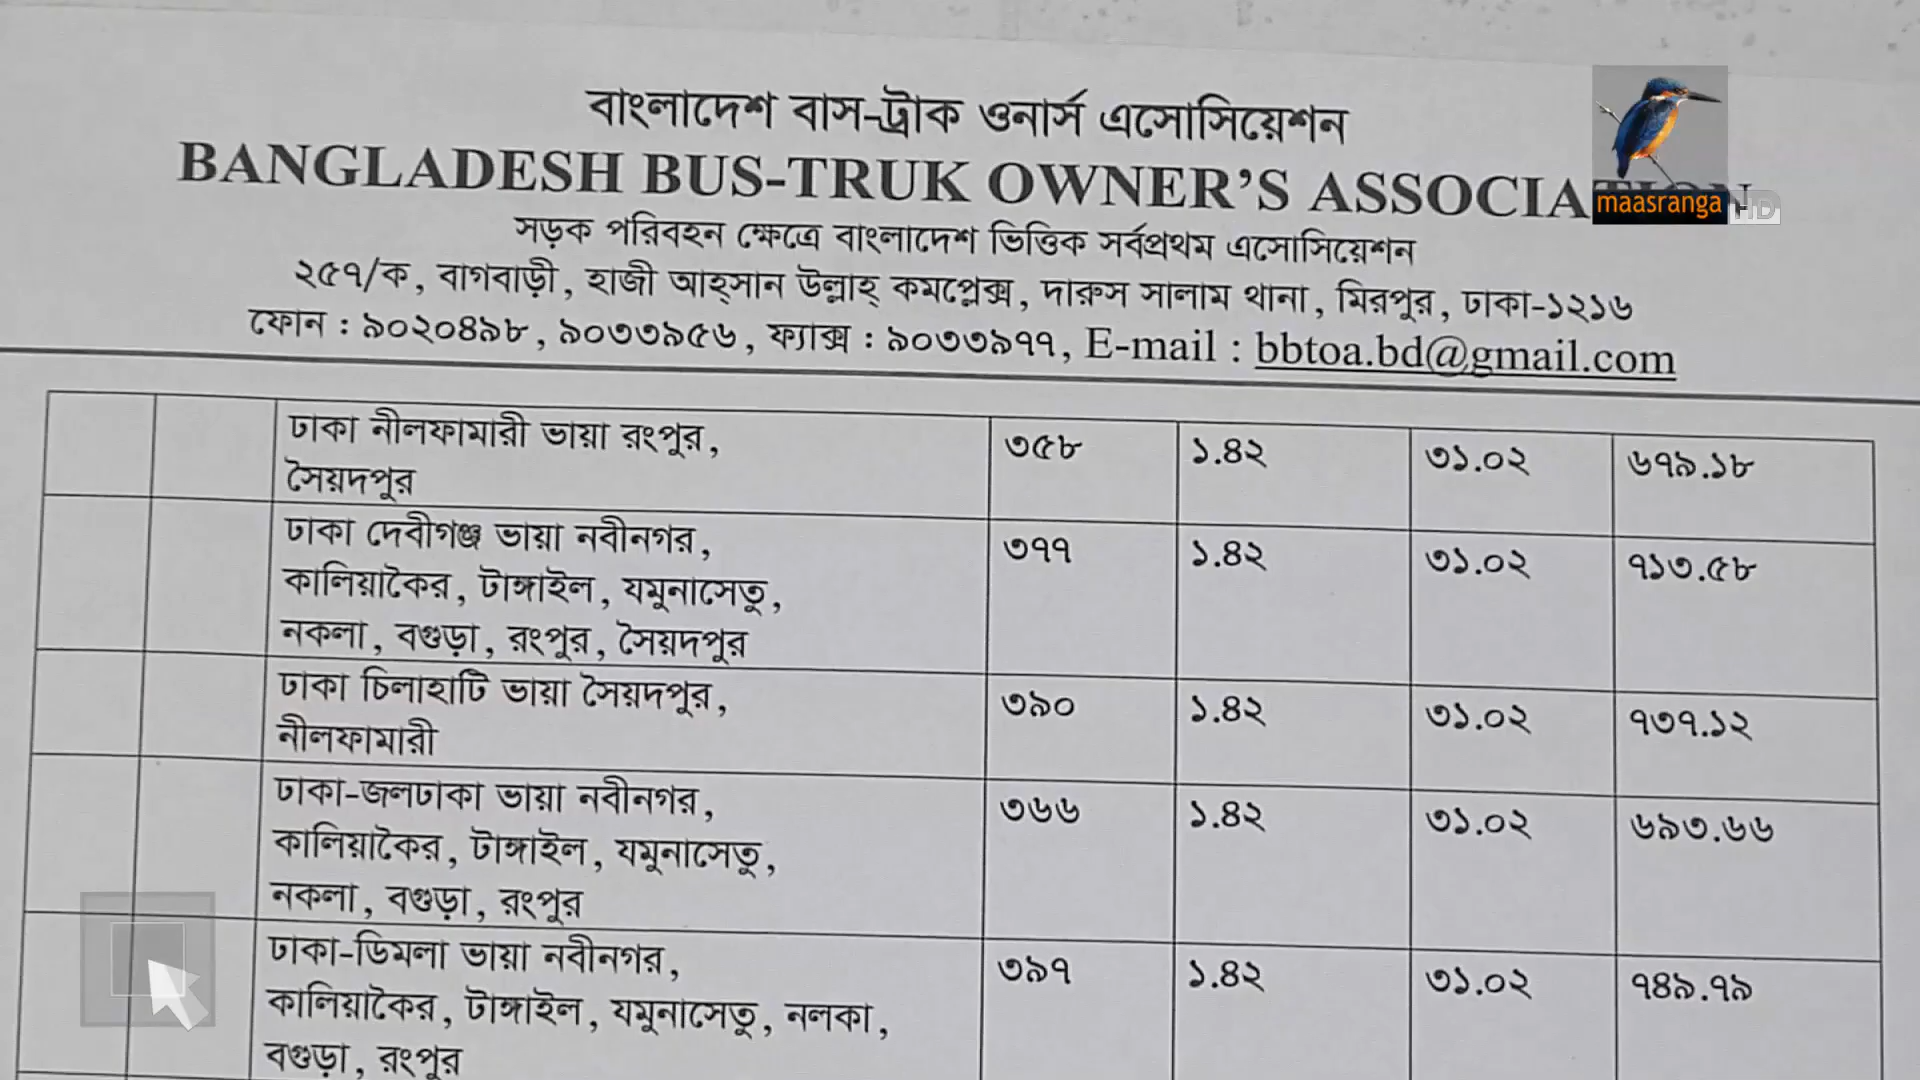 বাংলাদেশ বাস-ট্রাক ওনার্স এসোসিয়েশন
BANGLADESH BUS-TRUK OWNER'S ASSOCIATION
maasranga HD
সড়ক পরিবহন ক্ষেত্রে বাংলাদেশ ভিত্তিক সর্বপ্রথম এসোসিয়েশন
২৫৭/ক, বাগবাড়ী, হাজী আহ্সান উল্লাহ্ কমপ্লেক্স, দারুস সালাম থানা, মিরপুর, ঢাকা-১২১৬
ফোন : ৯০২০৪৯৮, ৯০৩৩৯৫৬, ফ্যাক্স : ৯০৩৩৯৭৭, E-mail : bbtoa.bd@gmail.com
ঢাকা নীলফামারী ভায়া রংপুর, ৩৫৮ ১.৪২ ৩১.০২ ৬৭৯.১৮
সৈয়দপুর
ঢাকা দেবীগঞ্জ ভায়া নবীনগর, ৩৭৭ ১.৪২ ৩১.০২ ৭১৩.৫৮
কালিয়াকৈর, টাঙ্গাইল, যমুনাসেতু,
নকলা, বগুড়া, রংপুর, সৈয়দপুর
ঢাকা চিলাহাটি ভায়া সৈয়দপুর, ৩৯০ ১.৪২ ৩১.০২ ৭৩৭.১২
নীলফামারী
ঢাকা-জলঢাকা ভায়া নবীনগর, ৩৬৬ ১.৪২ ৩১.০২ ৬৯৩.৬৬
কালিয়াকৈর, টাঙ্গাইল, যমুনাসেতু,
নকলা, বগুড়া, রংপুর
ঢাকা-ডিমলা ভায়া নবীনগর, ৩৯৭ ১.৪২ ৩১.০২ ৭৪৯.৭৯
কালিয়াকৈর, টাঙ্গাইল, যমুনাসেতু, নলকা,
বগুড়া, রংপুর